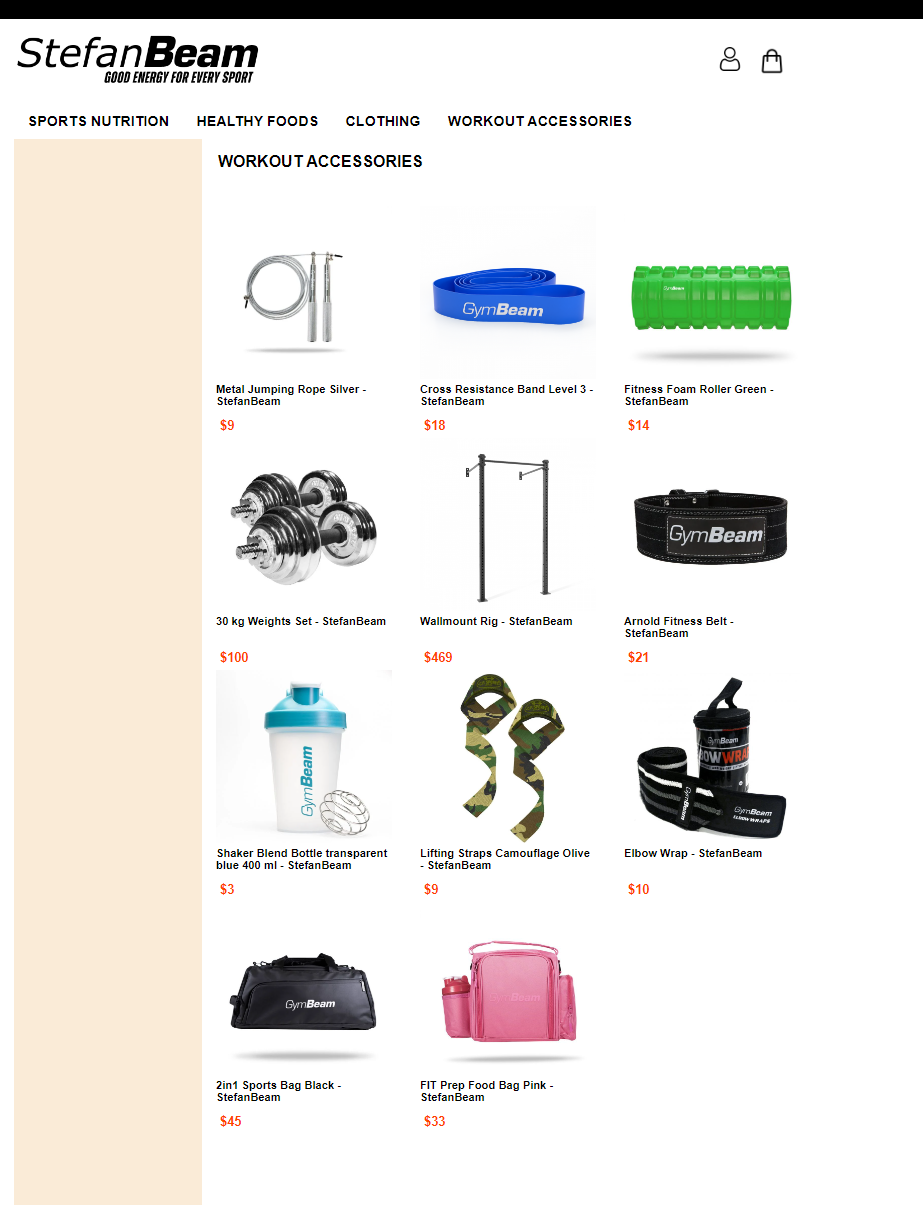 StefanBeam
GOOD ENERGY FOR EVERY SPORT
SPORTS NUTRITION HEALTHY FOODS CLOTHING WORKOUT ACCESSORIES
WORKOUT ACCESSORIES
GymBeam
GymBeam
Metal Jumping Rope Silver -
StefanBeam
$9
Cross Resistance Band Level 3 -
StefanBeam
$18
Fitness Foam Roller Green -
StefanBeam
$14
GymBeam
30 kg Weights Set - StefanBeam
$100
Wallmount Rig - StefanBeam
$469
Arnold Fitness Belt -
StefanBeam
$21
GymBeam
GymBeam
GymBeam
GymBeam
ELBOW WRAPS
Shaker Blend Bottle transparent
blue 400 ml - StefanBeam
$3
Lifting Straps Camouflage Olive
- StefanBeam
$9
Elbow Wrap - StefanBeam
$10
GymBeam
GymBeam
2in1 Sports Bag Black -
StefanBeam
$45
FIT Prep Food Bag Pink -
StefanBeam
$33